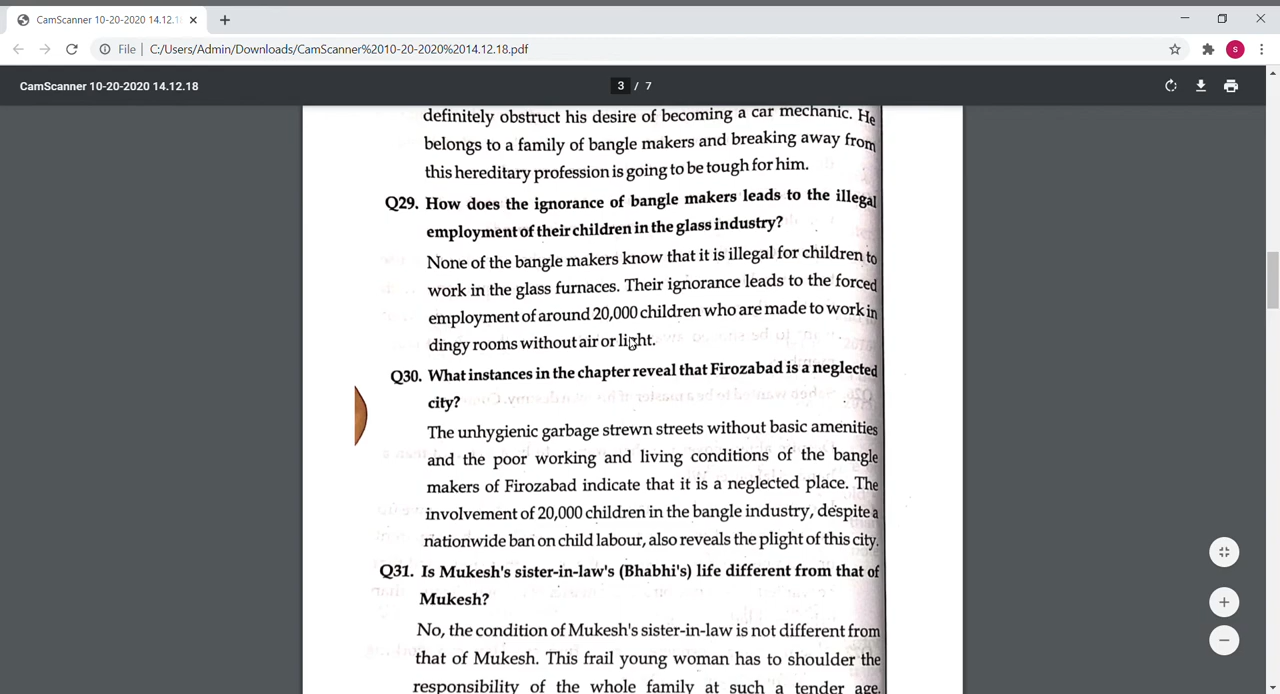 CamScanner 10-20-2020 14.12.1
File | C:/Users/Admin/Downloads/CamScanner%2010-20-2020%2014.12.18.pdf
s
CamScanner 10-20-2020 14.12.18
3 / 7
definitely obstruct his desire of becoming a car mechanic. He
belongs to a family of bangle makers and breaking away from
this hereditary profession is going to be tough for him.
Q29. How does the ignorance of bangle makers leads to the illegal
employment of their children in the glass industry?
None of the bangle makers know that it is illegal for children to
work in the glass furnaces. Their ignorance leads to the forced
employment of around 20,000 children who are made to work in
dingy rooms without air or light.
Q30. What instances in the chapter reveal that Firozabad is a neglected
city?
The unhygienic garbage strewn streets without basic amenities
and the poor working and living conditions of the bangle
makers of Firozabad indicate that it is a neglected place. The
involvement of 20,000 children in the bangle industry, despite a
nationwide ban on child labour, also reveals the plight of this city.
Q31. Is Mukesh's sister-in-law's (Bhabhi's) life different from that of
Mukesh?
No, the condition of Mukesh's sister-in-law is not different from
that of Mukesh. This frail young woman has to shoulder the
responsibility of the whole family at such a tender age.